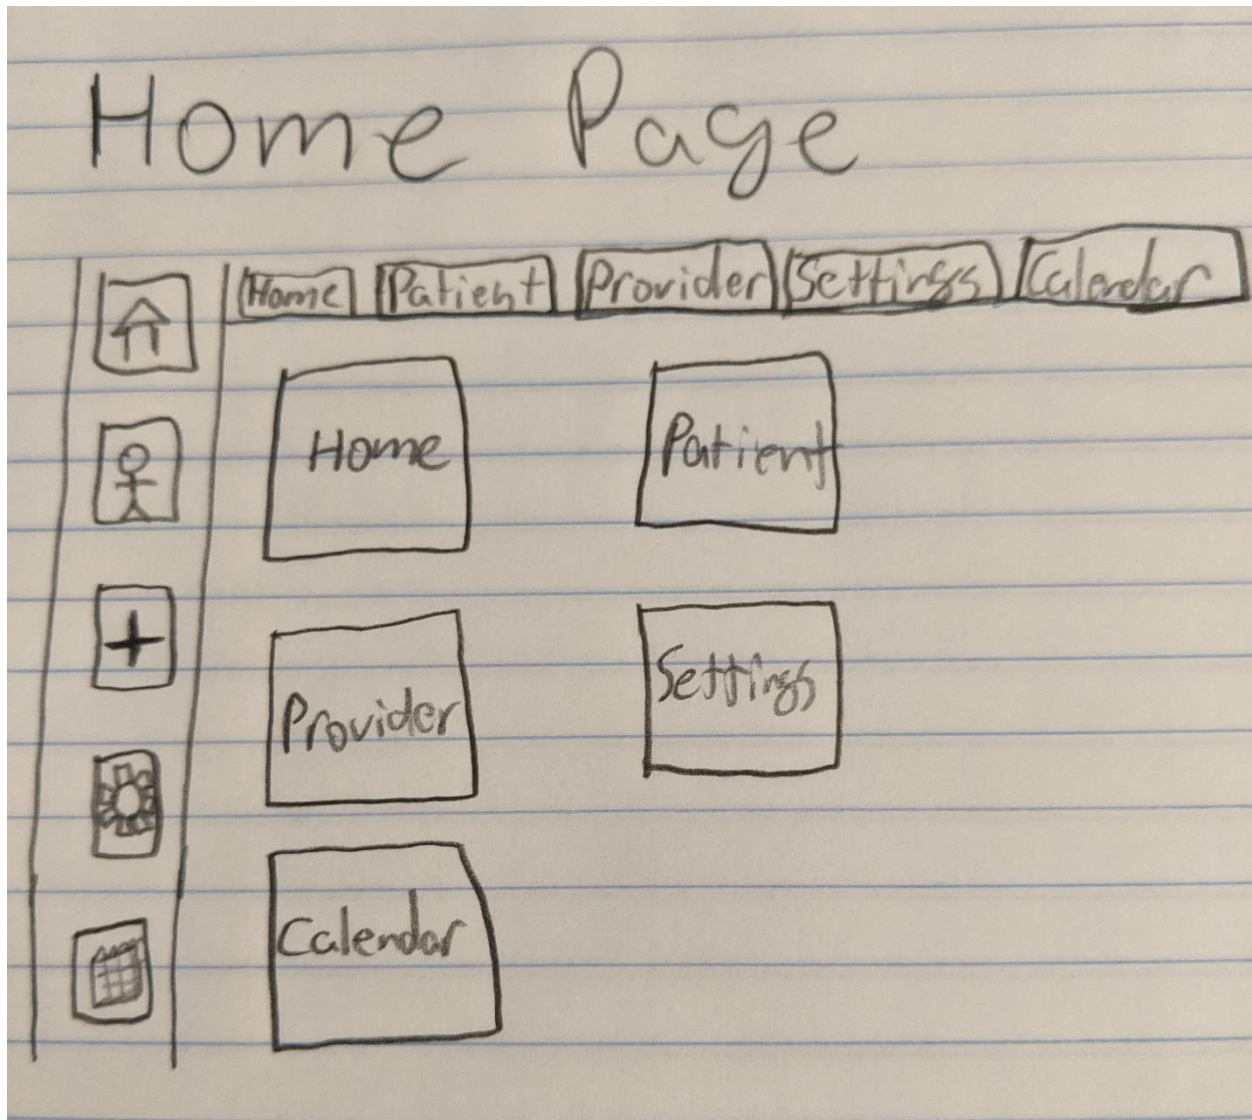 Home Page
Home Patient Provider Settings Calendar
Home Patient
Provider Settings
Calendar